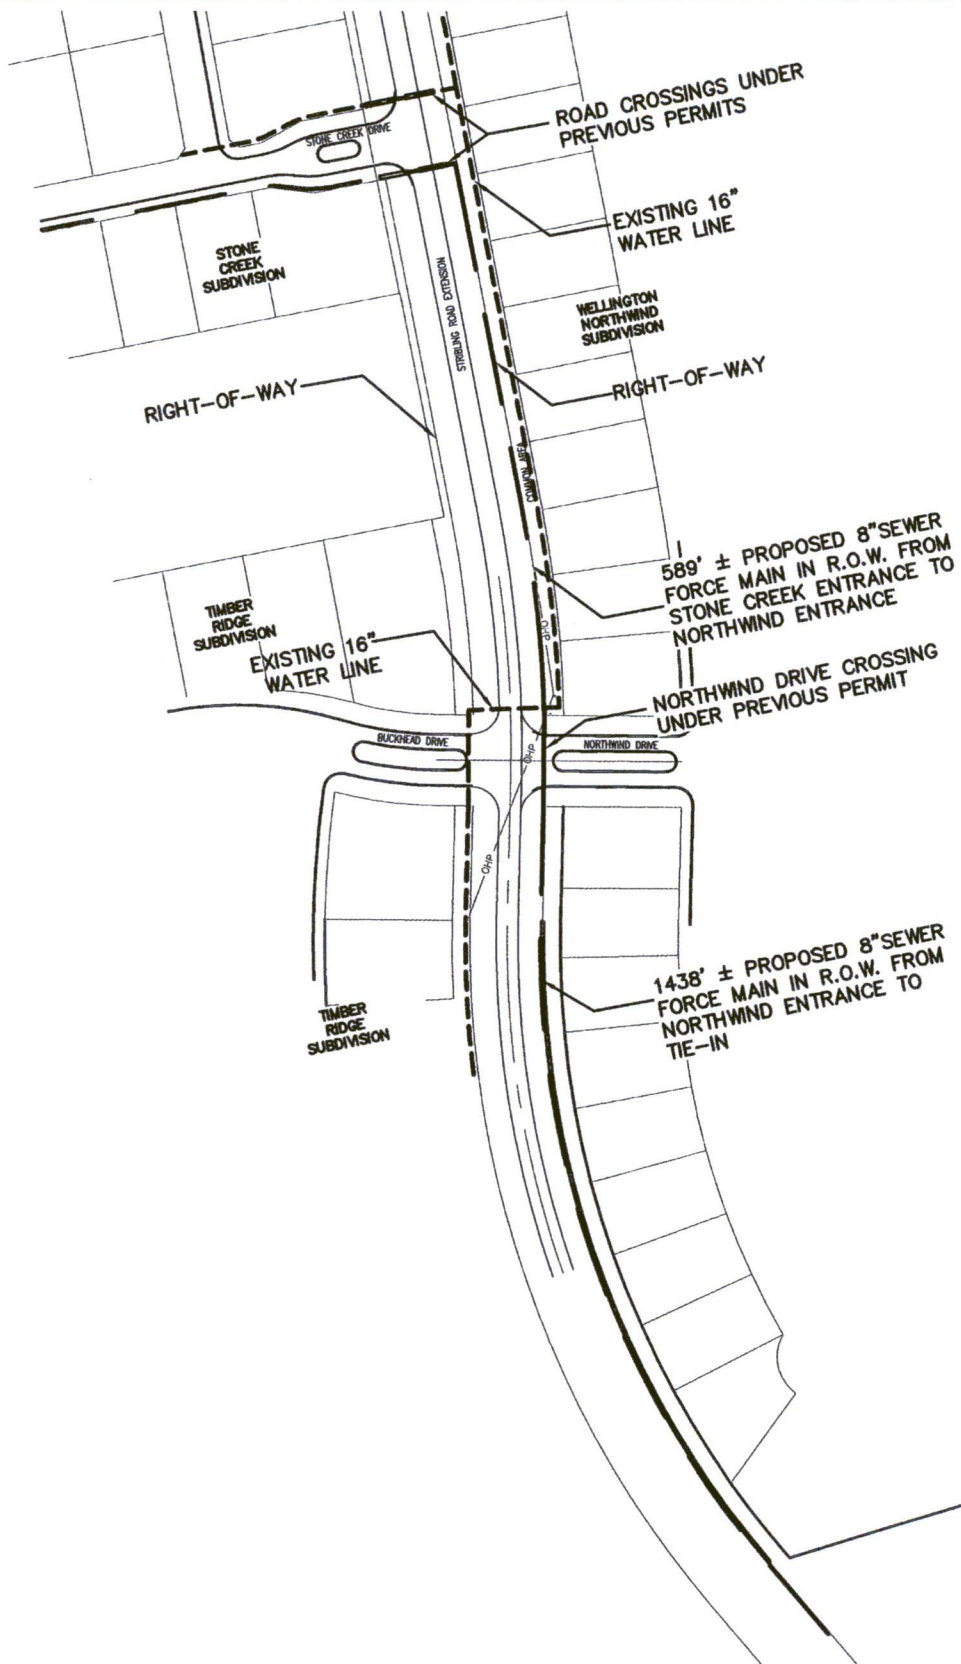 ROAD CROSSINGS UNDER
PREVIOUS PERMITS
STONE CREEK DRIVE
EXISTING 16"
WATER LINE
STONE
CREEK
SUBDIVISION
STRIBLING ROAD EXTENSION
WELLINGTON
NORTHWIND
SUBDIVISION
RIGHT-OF-WAY
RIGHT-OF-WAY
COMMON AREA
589' ± PROPOSED 8"SEWER
FORCE MAIN IN R.O.W. FROM
STONE CREEK ENTRANCE TO
NORTHWIND ENTRANCE
TIMBER
RIDGE
SUBDIVISION
OHP
EXISTING 16"
WATER LINE
NORTHWIND DRIVE CROSSING
UNDER PREVIOUS PERMIT
BUCKHEAD DRIVE
NORTHWIND DRIVE
OHP
OHP
1438' ± PROPOSED 8"SEWER
FORCE MAIN IN R.O.W. FROM
NORTHWIND ENTRANCE TO
TIE-IN
TIMBER
RIDGE
SUBDIVISION